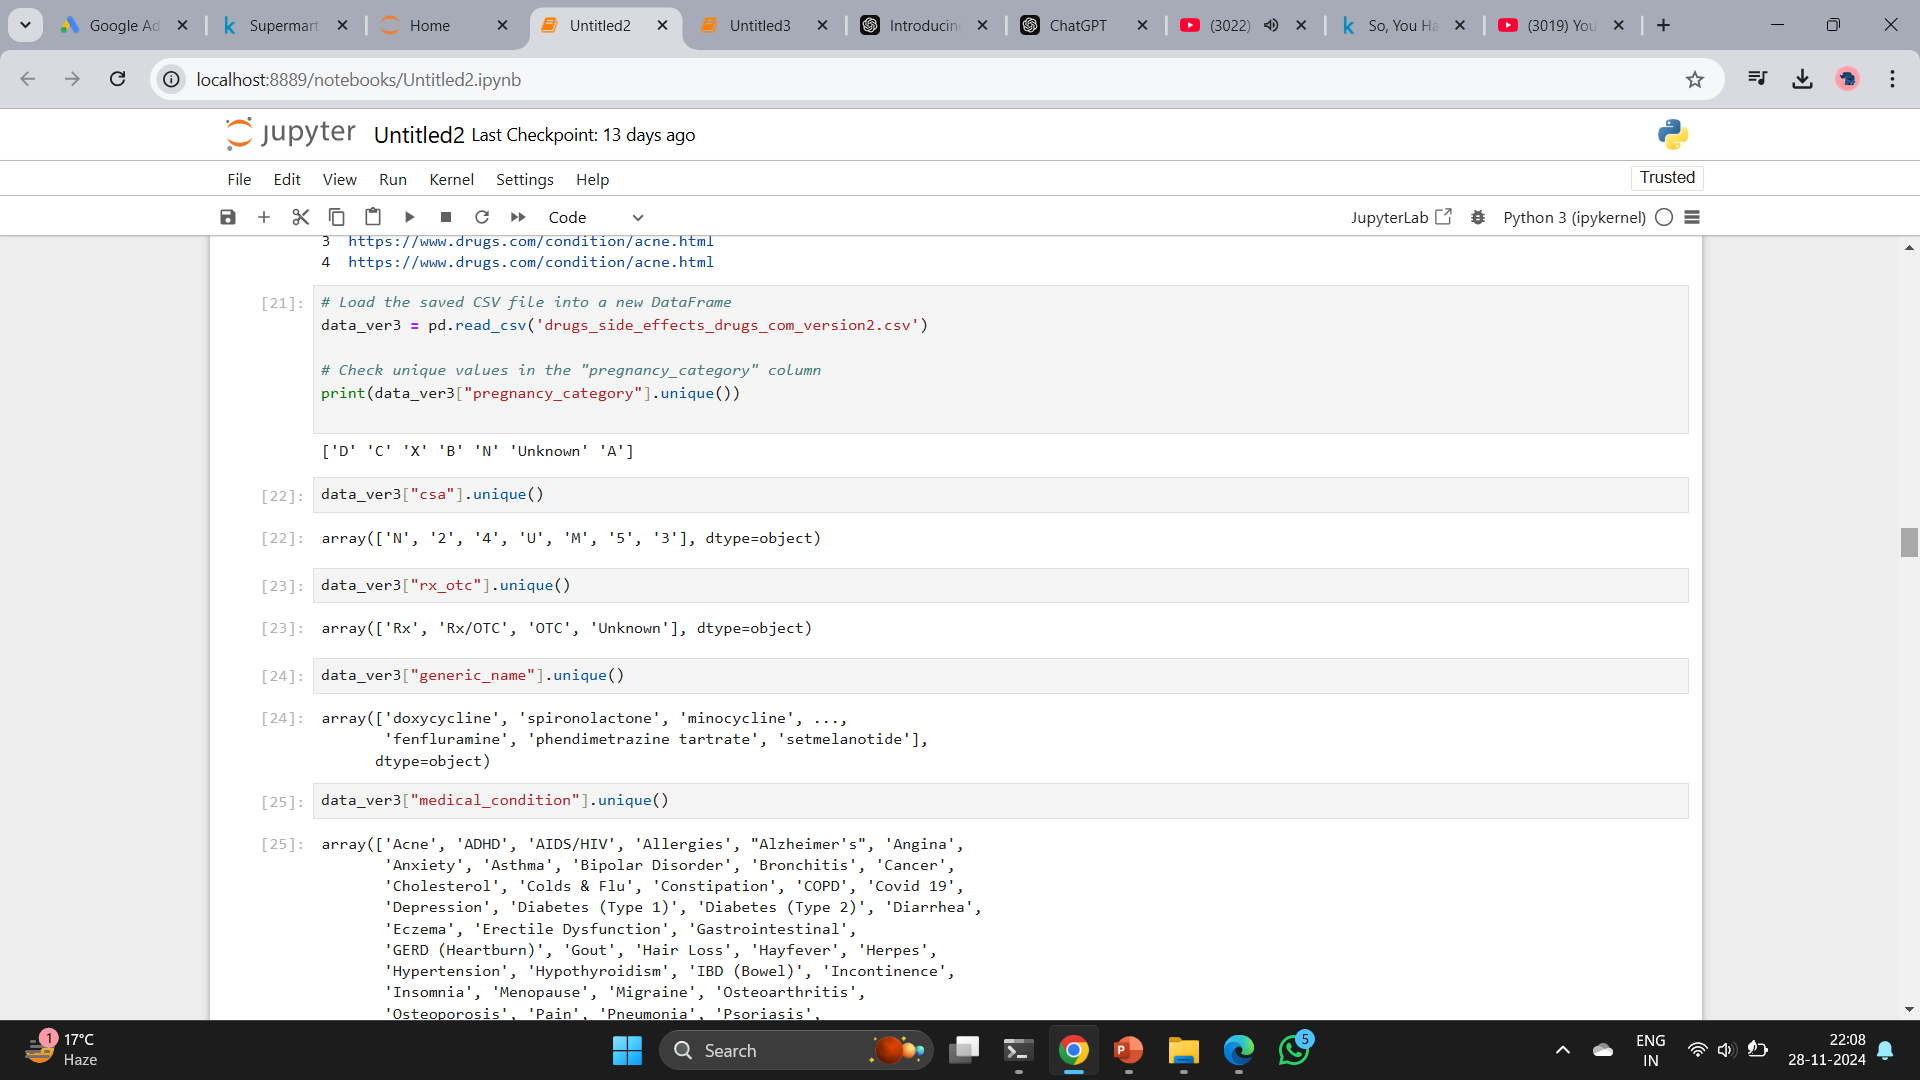 Google Ad
Supermart
Home
Untitled2
Untitled3
Introducin
ChatGPT
(3022)
So, You Ha
(3019) You
localhost:8889/notebooks/Untitled2.ipynb
jupyter Untitled2 Last Checkpoint: 13 days ago
File Edit View Run Kernel Settings Help
Trusted
Code
JupyterLab
Python 3 (ipykernel)
3 https://www.drugs.com/condition/acne.html
4 https://www.drugs.com/condition/acne.html
[21]: # Load the saved CSV file into a new DataFrame
data_ver3 = pd.read_csv('drugs_side_effects_drugs_com_version2.csv')
# Check unique values in the "pregnancy_category" column
print(data_ver3["pregnancy_category"].unique())
['D' 'C' 'X' 'B' 'N' 'Unknown' 'A']
[22]: data_ver3["csa"].unique()
[22]: array(['N', '2', '4', 'U', 'M', '5', '3'], dtype=object)
[23]: data_ver3["rx_otc"].unique()
[23]: array(['Rx', 'Rx/OTC', 'OTC', 'Unknown'], dtype=object)
[24]: data_ver3["generic_name"].unique()
[24]: array(['doxycycline', 'spironolactone', 'minocycline', ...,
'fenfluramine', 'phendimetrazine tartrate', 'setmelanotide'],
dtype=object)
[25]: data_ver3["medical_condition"].unique()
[25]: array(['Acne', 'ADHD', 'AIDS/HIV', 'Allergies', "Alzheimer's", 'Angina',
'Anxiety', 'Asthma', 'Bipolar Disorder', 'Bronchitis', 'Cancer',
'Cholesterol', 'Colds & Flu', 'Constipation', 'COPD', 'Covid 19',
'Depression', 'Diabetes (Type 1)', 'Diabetes (Type 2)', 'Diarrhea',
'Eczema', 'Erectile Dysfunction', 'Gastrointestinal',
'GERD (Heartburn)', 'Gout', 'Hair Loss', 'Hayfever', 'Herpes',
'Hypertension', 'Hypothyroidism', 'IBD (Bowel)', 'Incontinence',
'Insomnia', 'Menopause', 'Migraine', 'Osteoarthritis',
'Osteoporosis', 'Pain', 'Pneumonia', 'Psoriasis',
1
17°C
Haze
Search
5
ENG
IN
22:08
28-11-2024